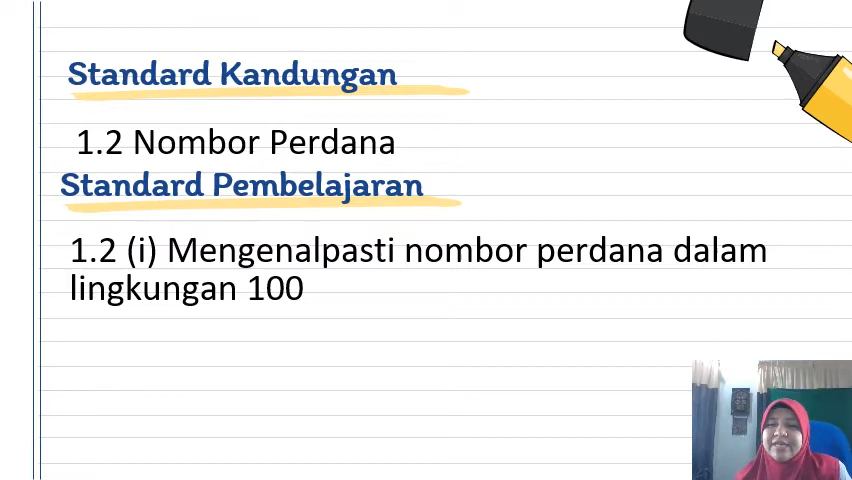 Standard Kandungan
1.2 Nombor Perdana
Standard Pembelajaran
1.2 (i) Mengenalpasti nombor perdana dalam
lingkungan 100